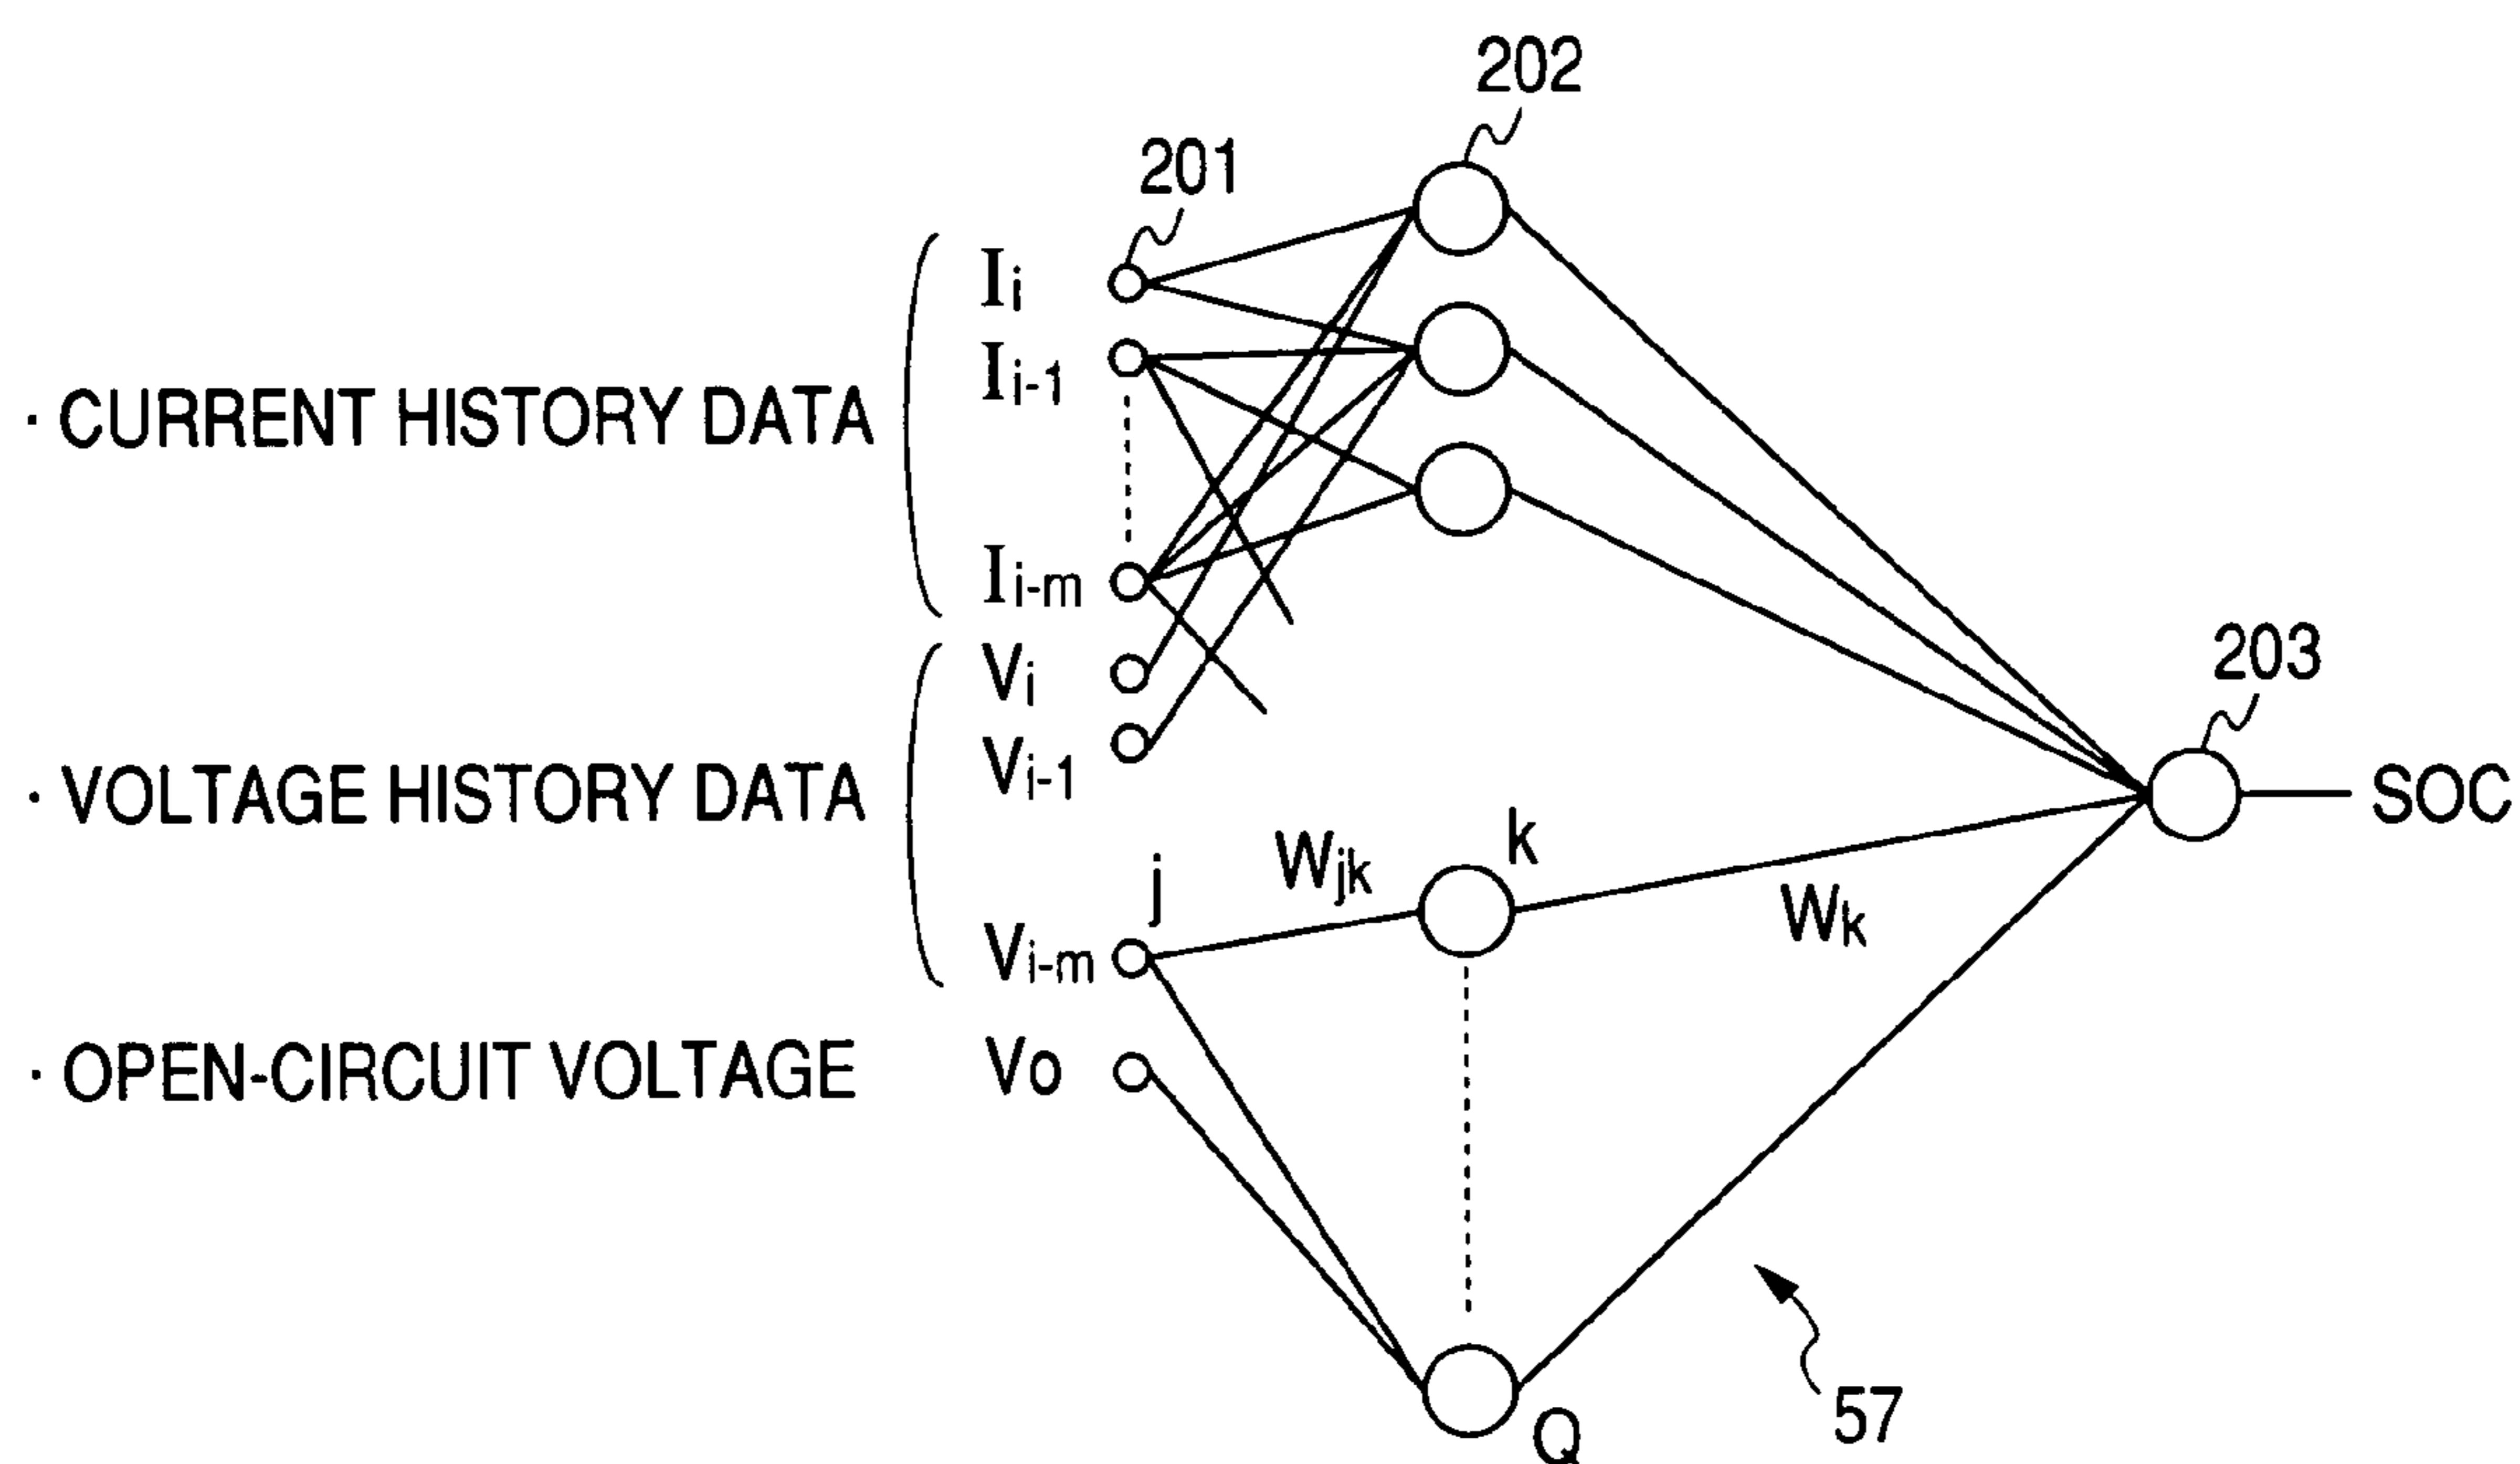 202
201
Ii
Ii-1
· CURRENT HISTORY DATA
Ii-m
Vi
203
Vi-1
· VOLTAGE HISTORY DATA
SOC
j
Wjk
k
Wk
Vi-m
· OPEN-CIRCUIT VOLTAGE
Vo
57
Q